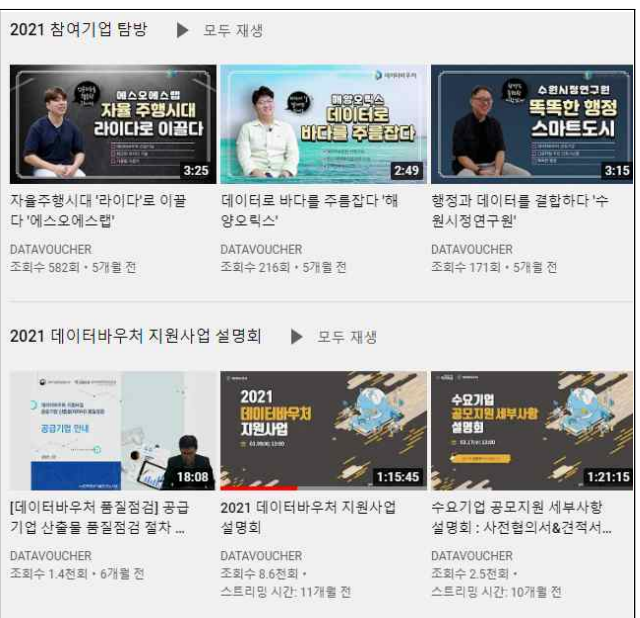 2021 참여기업 탐방 ▶ 모두 재생
에스오에스랩
자율 주행시대
라이다로 이끌다
3:25
데이터바우처
해양오릭스
데이터로
바다를 주름잡다
2:49
수원시정연구원
똑똑한 행정
스마트도시
3:15
자율주행시대 '라이다'로 이끌
다 '에스오에스랩'
DATAVOUCHER
조회수 582회 • 5개월 전
데이터로 바다를 주름잡다 '해
양오릭스'
DATAVOUCHER
조회수 216회 • 5개월 전
행정과 데이터를 결합하다 '수
원시정연구원'
DATAVOUCHER
조회수 171회 • 5개월 전
2021 데이터바우처 지원사업 설명회 ▶ 모두 재생
공급기업 안내
18:08
2021
데이터바우처
지원사업
1:15:45
수요기업
공모지원 세부사항
설명회
1:21:15
[데이터바우처 품질점검] 공급
기업 산출물 품질점검 절차 ...
DATAVOUCHER
조회수 1.4천회 • 6개월 전
2021 데이터바우처 지원사업
설명회
DATAVOUCHER
조회수 8.6천회 •
스트리밍 시간: 11개월 전
수요기업 공모지원 세부사항
설명회 : 사전협의서&견적서...
DATAVOUCHER
조회수 2.5천회 •
스트리밍 시간: 10개월 전